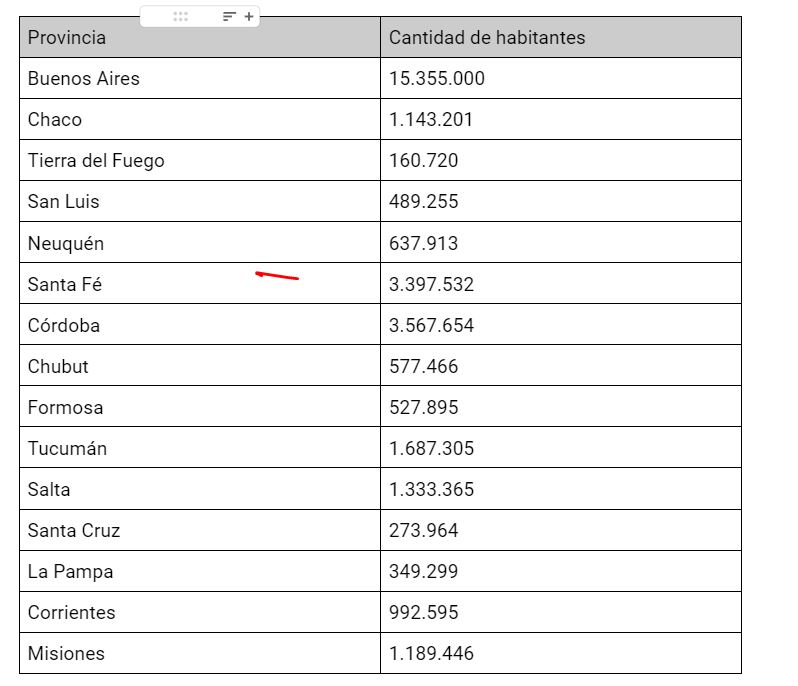 Provincia Cantidad de habitantes
Buenos Aires 15.355.000
Chaco 1.143.201
Tierra del Fuego 160.720
San Luis 489.255
Neuquén 637.913
Santa Fé 3.397.532
Córdoba 3.567.654
Chubut 577.466
Formosa 527.895
Tucumán 1.687.305
Salta 1.333.365
Santa Cruz 273.964
La Pampa 349.299
Corrientes 992.595
Misiones 1.189.446